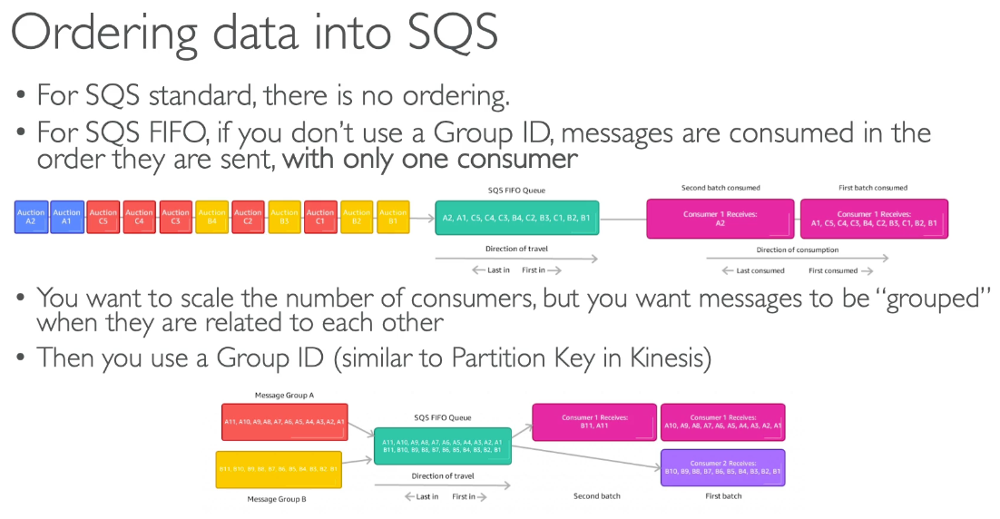 Ordering data into SQS
• For SQS standard, there is no ordering.
• For SQS FIFO, if you don't use a Group ID, messages are consumed in the
order they are sent, with only one consumer
SQS FIFO Queue
Second batch consumed
First batch consumed
Auction A2
Auction A1
Auction C5
Auction C4
Auction C3
Auction B4
Auction C2
Auction B3
Auction C1
Auction B2
Auction B1
A2, A1, C5, C4, C3, B4, C2, B3, C1, B2, B1
Consumer 1 Receives:
A2
Consumer 1 Receives:
A1, C5, C4, C3, B4, C2, B3, C1, B2, B1
Direction of travel
Last in
First in
Direction of consumption
Last consumed
First consumed
• You want to scale the number of consumers, but you want messages to be "grouped"
when they are related to each other
• Then you use a Group ID (similar to Partition Key in Kinesis)
Message Group A
A11, A10, A9, A8, A7, A6, A5, A4, A3, A2, A1
B11, B10, B9, B8, B7, B6, B5, B4, B3, B2, B1
Message Group B
SQS FIFO Queue
A11, A10, A9, A8, A7, A6, A5, A4, A3, A2, A1
B11, B10, B9, B8, B7, B6, B5, B4, B3, B2, B1
Direction of travel
Last in
First in
Consumer 1 Receives:
B11, A11
Consumer 1 Receives:
A10, A9, A8, A7, A6, A5, A4, A3, A2, A1
Consumer 2 Receives:
B10, B9, B8, B7, B6, B5, B4, B3, B2, B1
Second batch
First batch